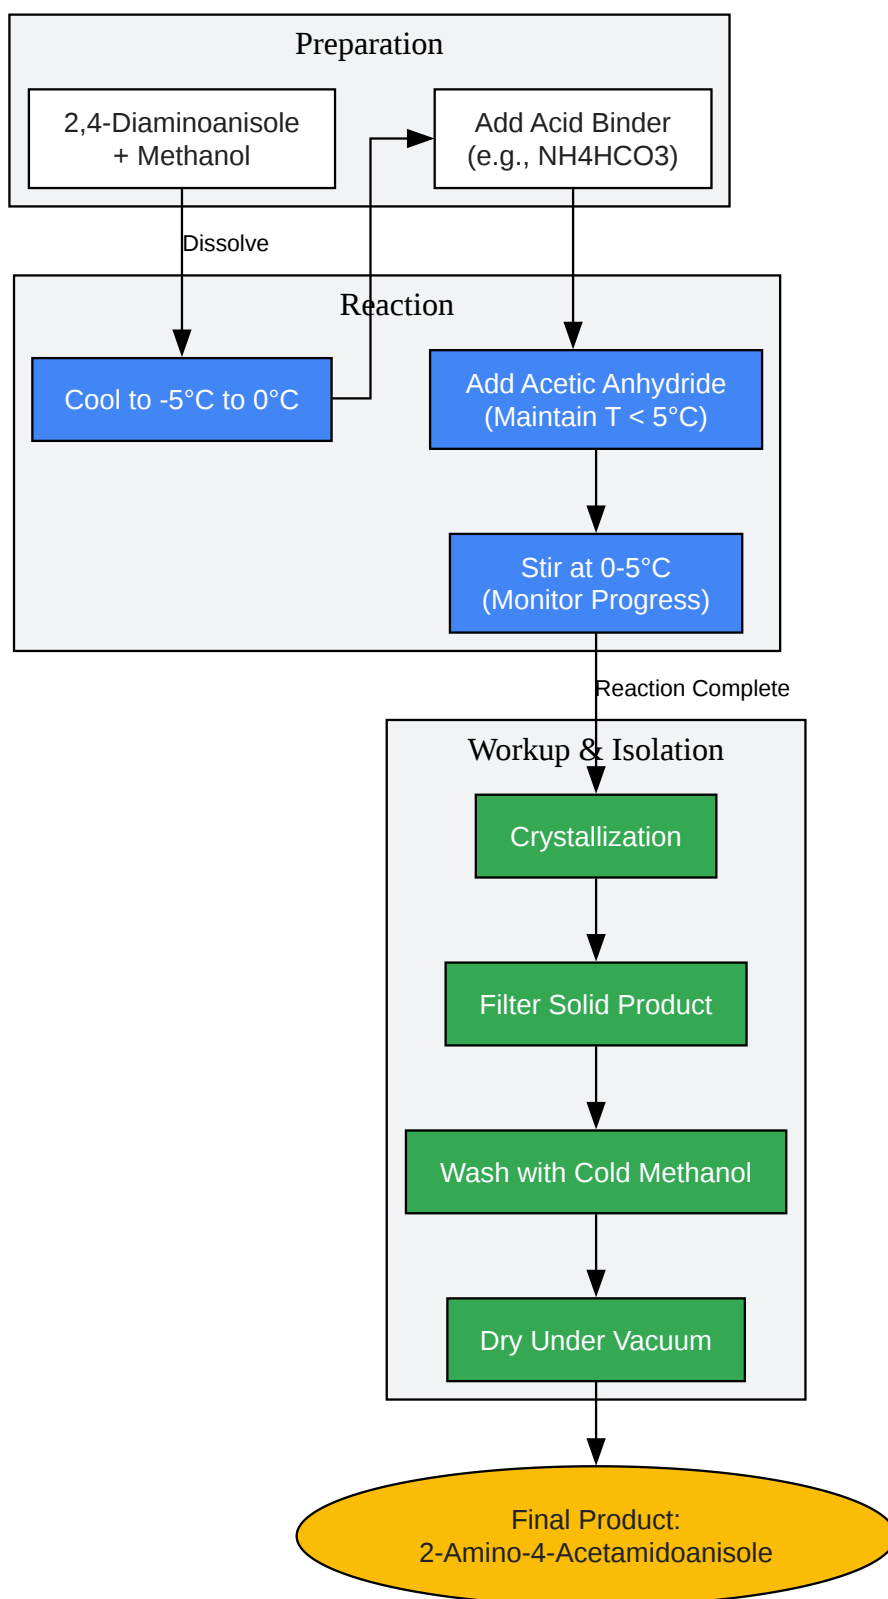 Preparation
2,4-Diaminoanisole
+ Methanol
Add Acid Binder
(e.g., NH4HCO3)
Dissolve
Reaction
Cool to -5°C to 0°C
Add Acetic Anhydride
(Maintain T < 5°C)
Stir at 0-5°C
(Monitor Progress)
Reaction Complete
Workup & Isolation
Crystallization
Filter Solid Product
Wash with Cold Methanol
Dry Under Vacuum
Final Product:
2-Amino-4-Acetamidoanisole